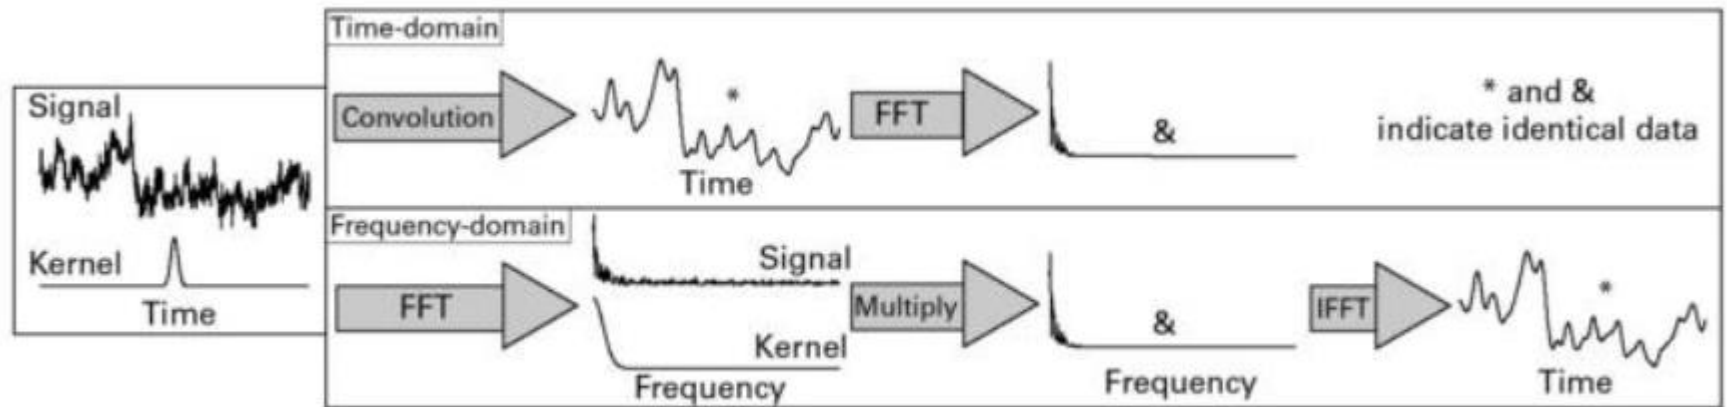 Signal
Kernel
Time
Time-domain
Convolution
*
Time
FFT
&
* and &
indicate identical data
Frequency-domain
FFT
Signal
Kernel
Frequency
Multiply
&
Frequency
IFFT
*
Time